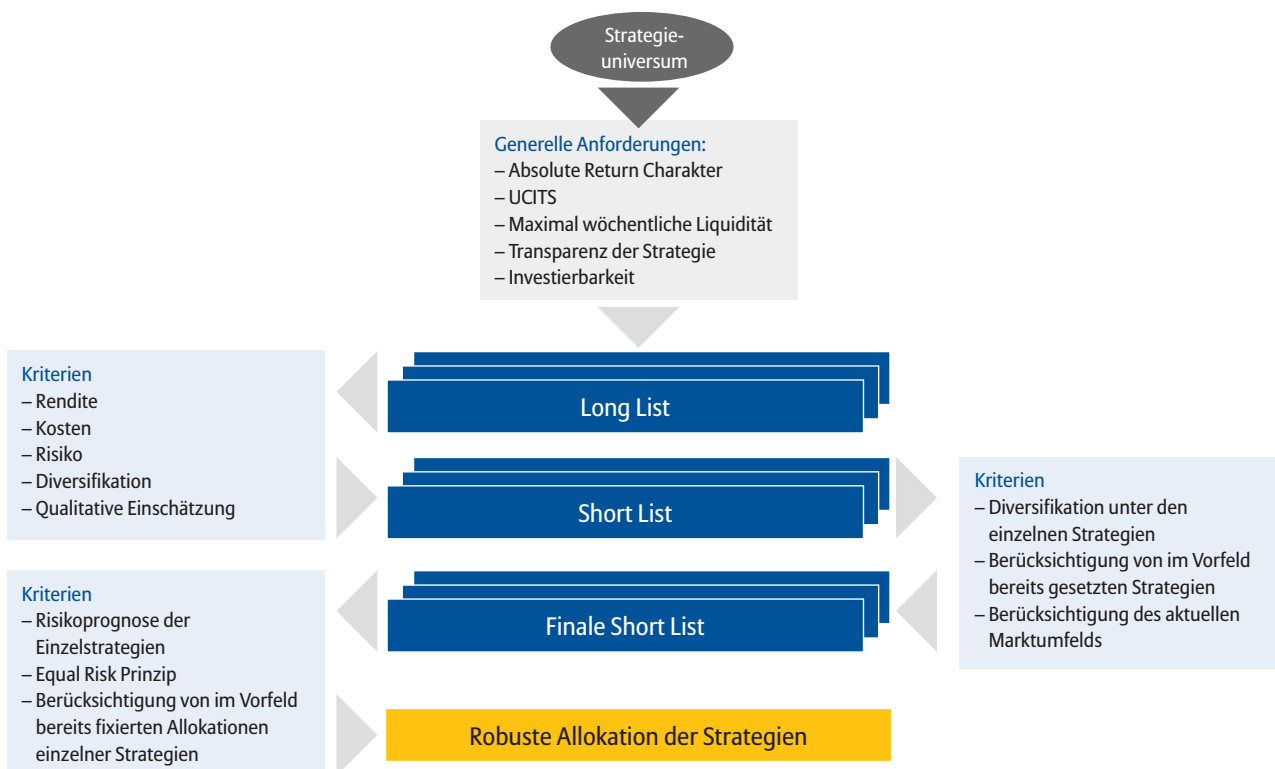 Strategie-
universum
Generelle Anforderungen:
– Absolute Return Charakter
– UCITS
– Maximal wöchentliche Liquidität
– Transparenz der Strategie
– Investierbarkeit
Long List
Kriterien
– Rendite
– Kosten
– Risiko
– Diversifikation
– Qualitative Einschätzung
Short List
Kriterien
– Diversifikation unter den
einzelnen Strategien
– Berücksichtigung von im Vorfeld
bereits gesetzten Strategien
– Berücksichtigung des aktuellen
Marktumfelds
Finale Short List
Kriterien
– Risikoprognose der
Einzelstrategien
– Equal Risk Prinzip
– Berücksichtigung von im Vorfeld
bereits fixierten Allokationen
einzelner Strategien
Robuste Allokation der Strategien